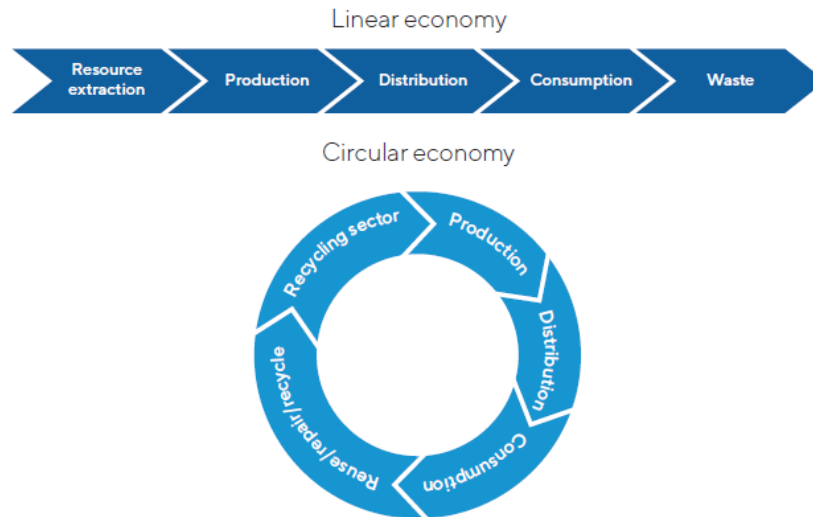 Linear economy
Resource
extraction
Production
Distribution
Consumption
Waste
Circular economy
Production
Distribution
Consumption
Reuse/repair/recycle
Recycling sector